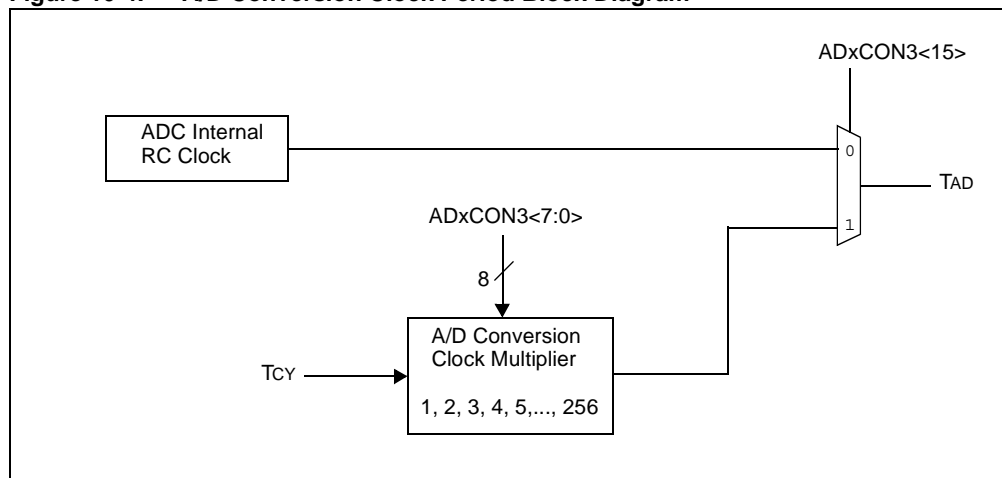 ADxCON3<15>
ADC Internal
RC Clock
0
TAD
ADxCON3<7:0>
1
8
A/D Conversion
Clock Multiplier
TCY
1, 2, 3, 4, 5,..., 256